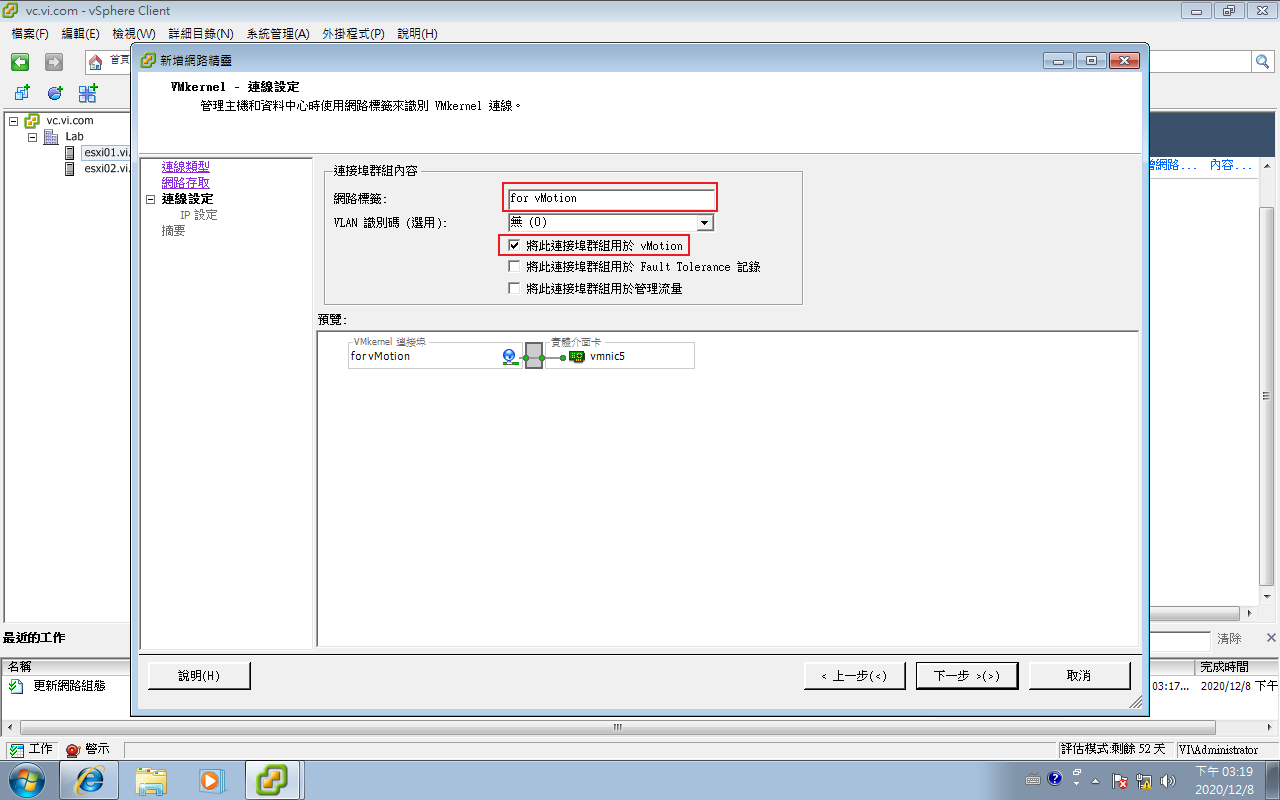 vc.vi.com - vSphere Client
檔案(F) 編輯(E) 檢視(W) 詳細目錄(N) 系統管理(A) 外掛程式(P) 說明(H)
首頁
新增網路精靈
VMkernel - 連線設定
管理主機和資料中心時使用網路標籤來識別 VMkernel 連線。
vc.vi.com
Lab
esxi01.vi.
esxi02.vi.
連線類型
網路存取
連線設定
IP 設定
摘要
連接埠群組內容
網路標籤:
for vMotion
VLAN 識別碼 (選用):
無 (0)
將此連接埠群組用於 vMotion
將此連接埠群組用於 Fault Tolerance 記錄
將此連接埠群組用於管理流量
預覽:
VMkernel 連接埠
for vMotion
實體介面卡
vmnic5
網路... 內容...
最近的工作
清除
名稱
完成時間
更新網路組態
03:17... 2020/12/8 下午
說明(H)
< 上一步(<)
下一步 >(>)
取消
工作 警示
評估模式:剩餘 52 天 VI\Administrator
下午 03:19
2020/12/8